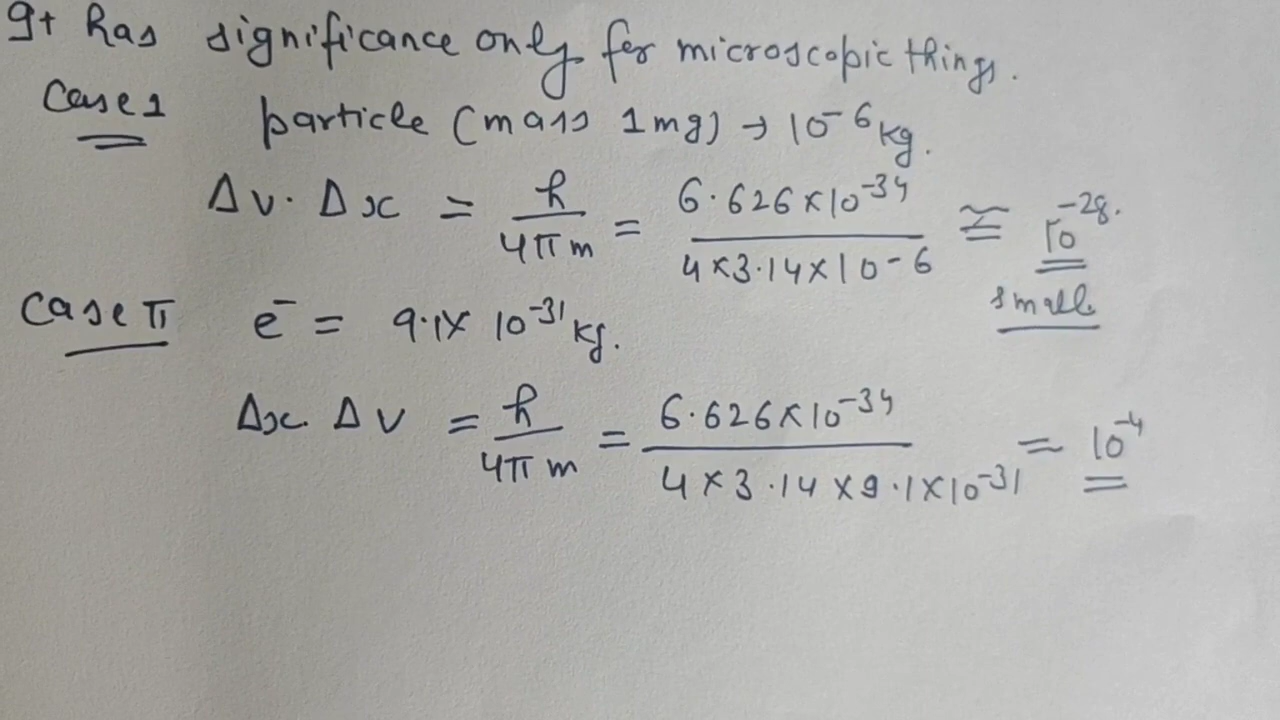 It has significance only for microscopic things.
Case 1 particle (mass 1mg) → 10⁻⁶ kg.
Δv. Δx = h/4πm = 6.626×10⁻³⁴/4×3.14×10⁻⁶ ≅ 10⁻²⁸.
small.
Case II e⁻ = 9.1× 10⁻³¹ kg.
Δx. Δv = h/4πm = 6.626×10⁻³⁴/4×3.14×9.1×10⁻³¹ = 10⁻⁴